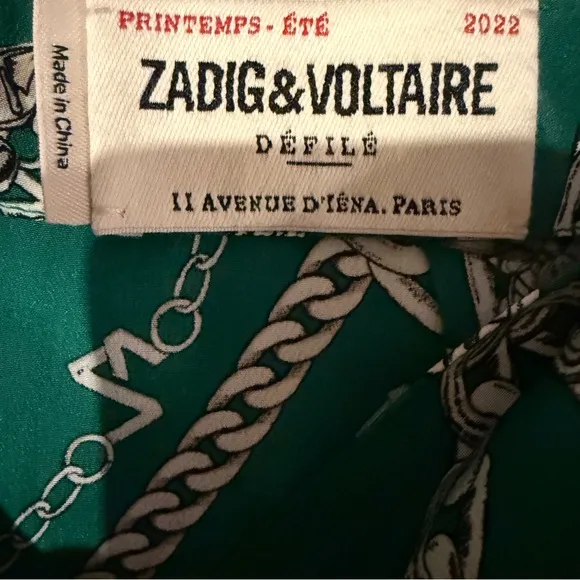 PRINTEMPS - ÉTÉ 2022
ZADIG&VOLTAIRE
DÉFILÉ
11 AVENUE D'IÉNA. PARIS
Made in China